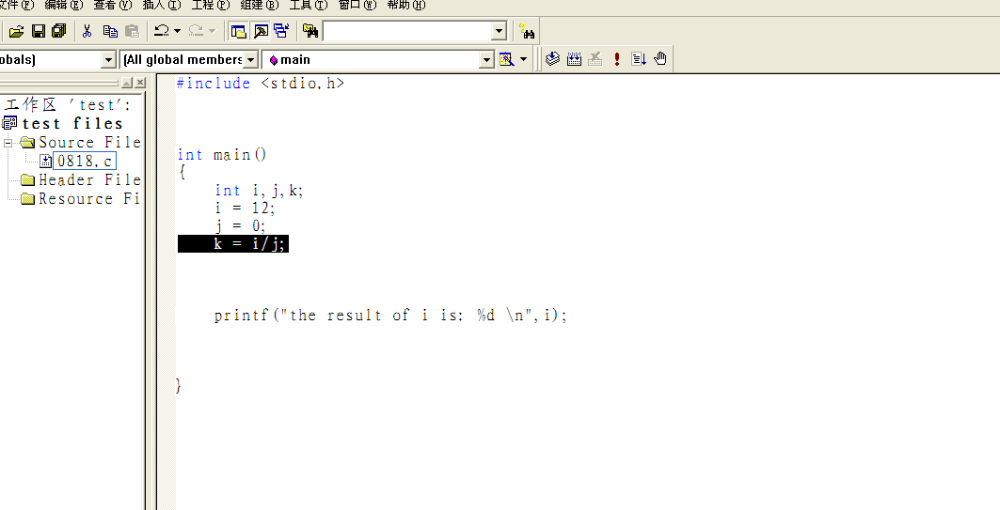 文件(F) 编辑(E) 查看(V) 插入(I) 工程(P) 组建(B) 工具(T) 窗口(W) 帮助(H)
obals) (All global members main
工作区 'test':
test files
Source File
0818.c
Header File
Resource Fi
#include <stdio.h>
int main()
{
int i,j,k;
i = 12;
j = 0;
k = i/j;
printf("the result of i is: %d \n",i);
}